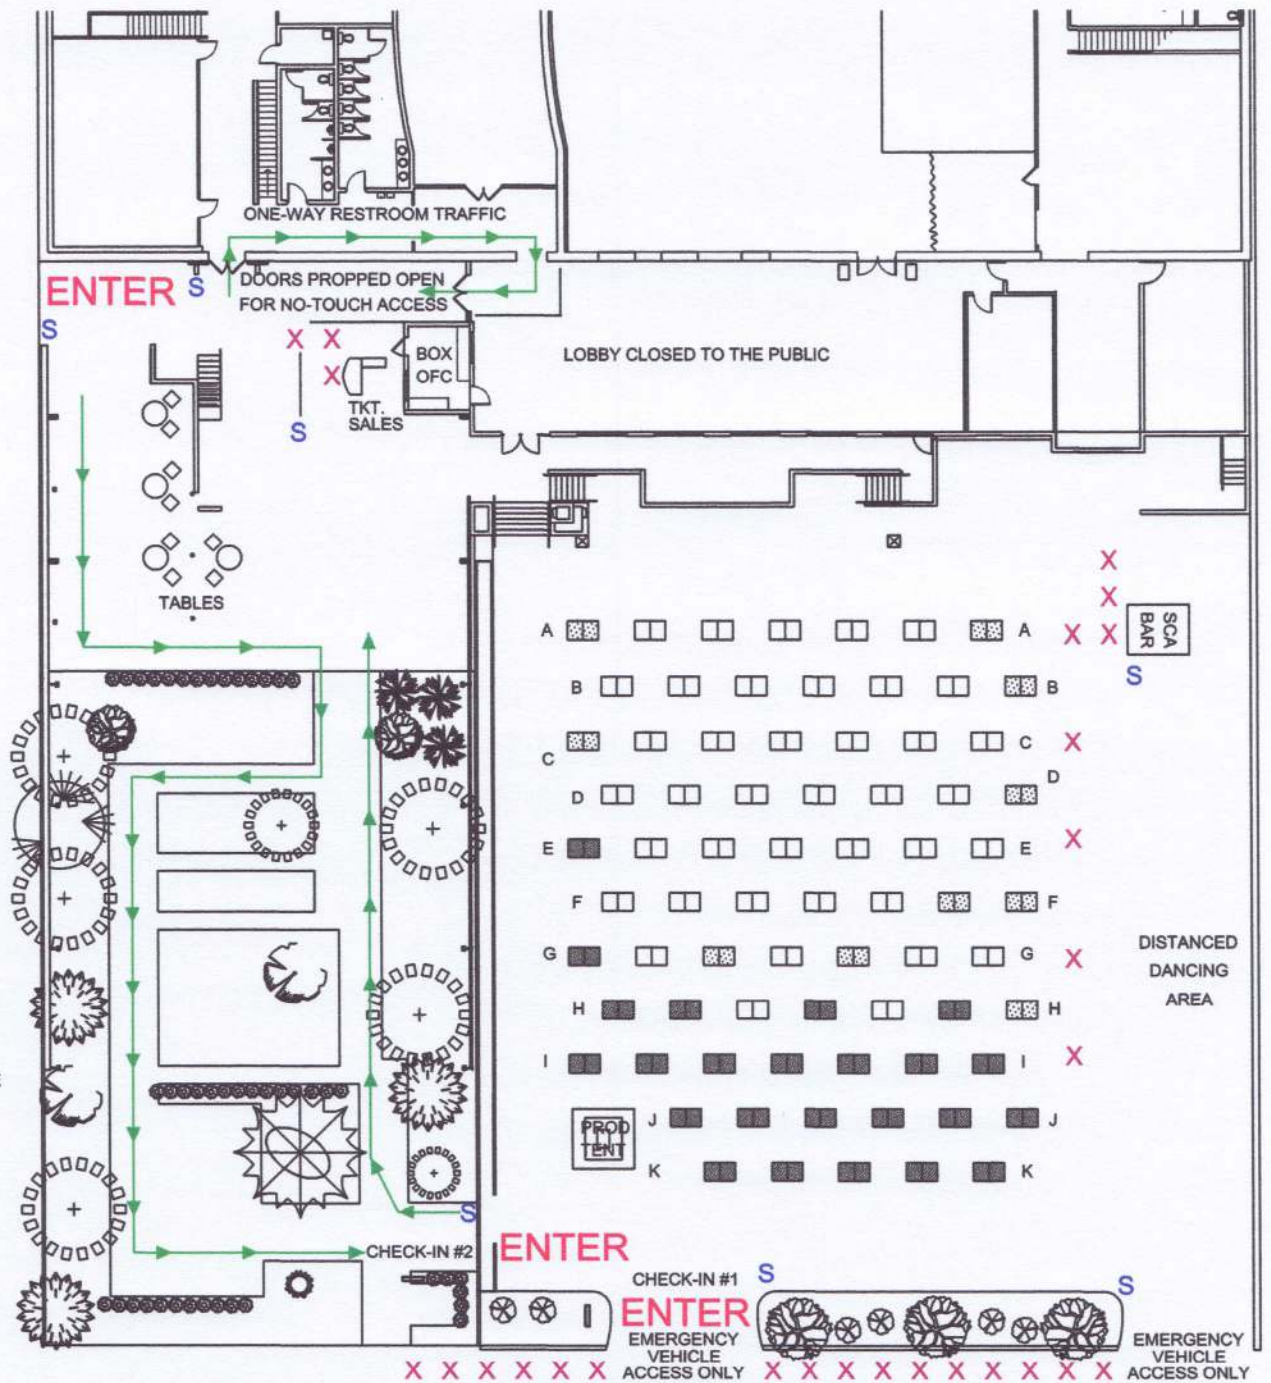 ONE-WAY RESTROOM TRAFFIC
ENTER
S
DOORS PROPPED OPEN
FOR NO-TOUCH ACCESS
S
X X
X
BOX
OFC
LOBBY CLOSED TO THE PUBLIC
TKT.
SALES
S
TABLES
X
X
X X
SCA
BAR
S
A A
B B
C C
X
D D
X
E E
F F
G G
X
H H
I I
X
J J
K K
DISTANCED
DANCING
AREA
PROD
TENT
S
CHECK-IN #2
ENTER
CHECK-IN #1
S
S
ENTER
EMERGENCY
VEHICLE
ACCESS ONLY
EMERGENCY
VEHICLE
ACCESS ONLY
X X X X X X
X X X X X X X X X X